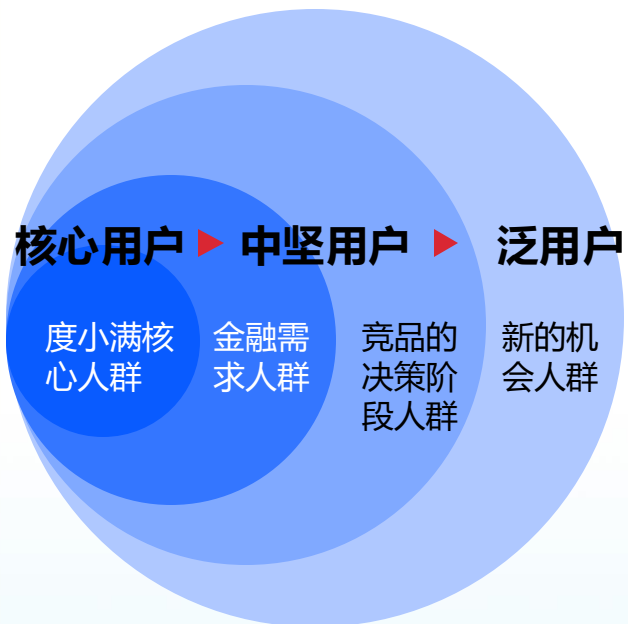 核心用户 中坚用户 泛用户
度小满核
心人群
金融需
求人群
竞品的
决策阶
段人群
新的机
会人群